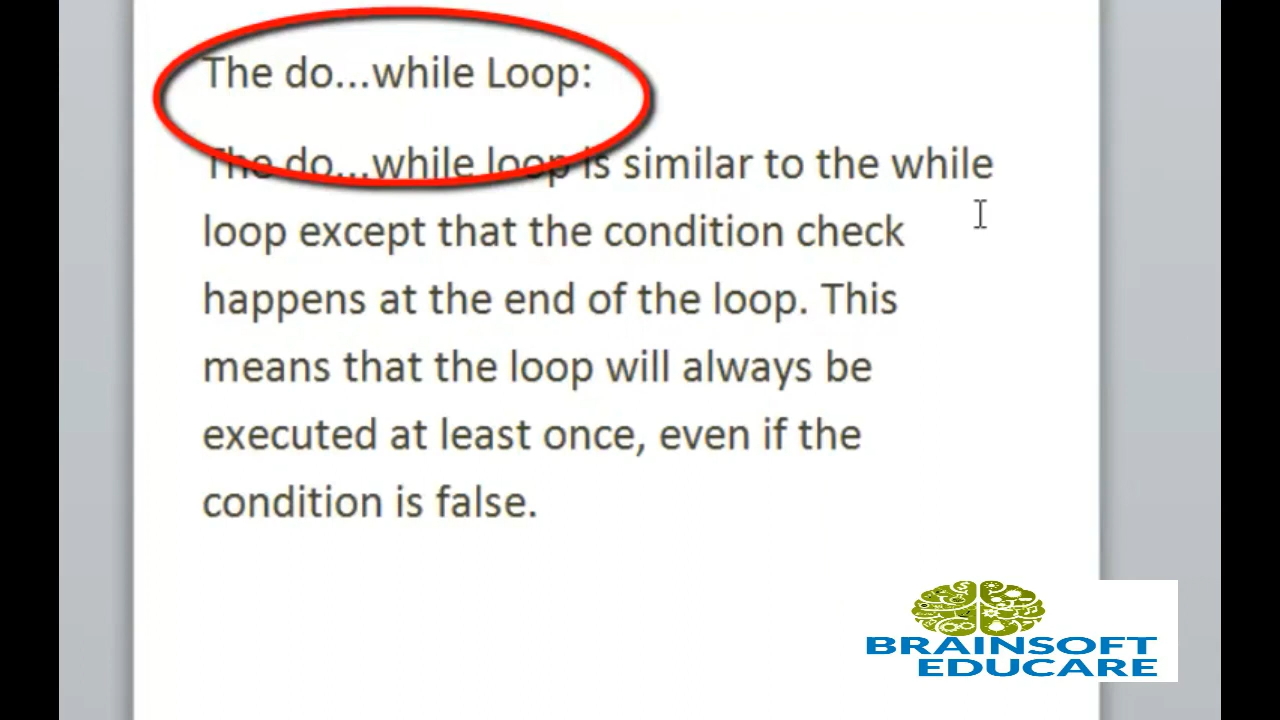 The do...while Loop:
The do...while loop is similar to the while
loop except that the condition check
happens at the end of the loop. This
means that the loop will always be
executed at least once, even if the
condition is false.
BRAINSOFT
EDUCARE